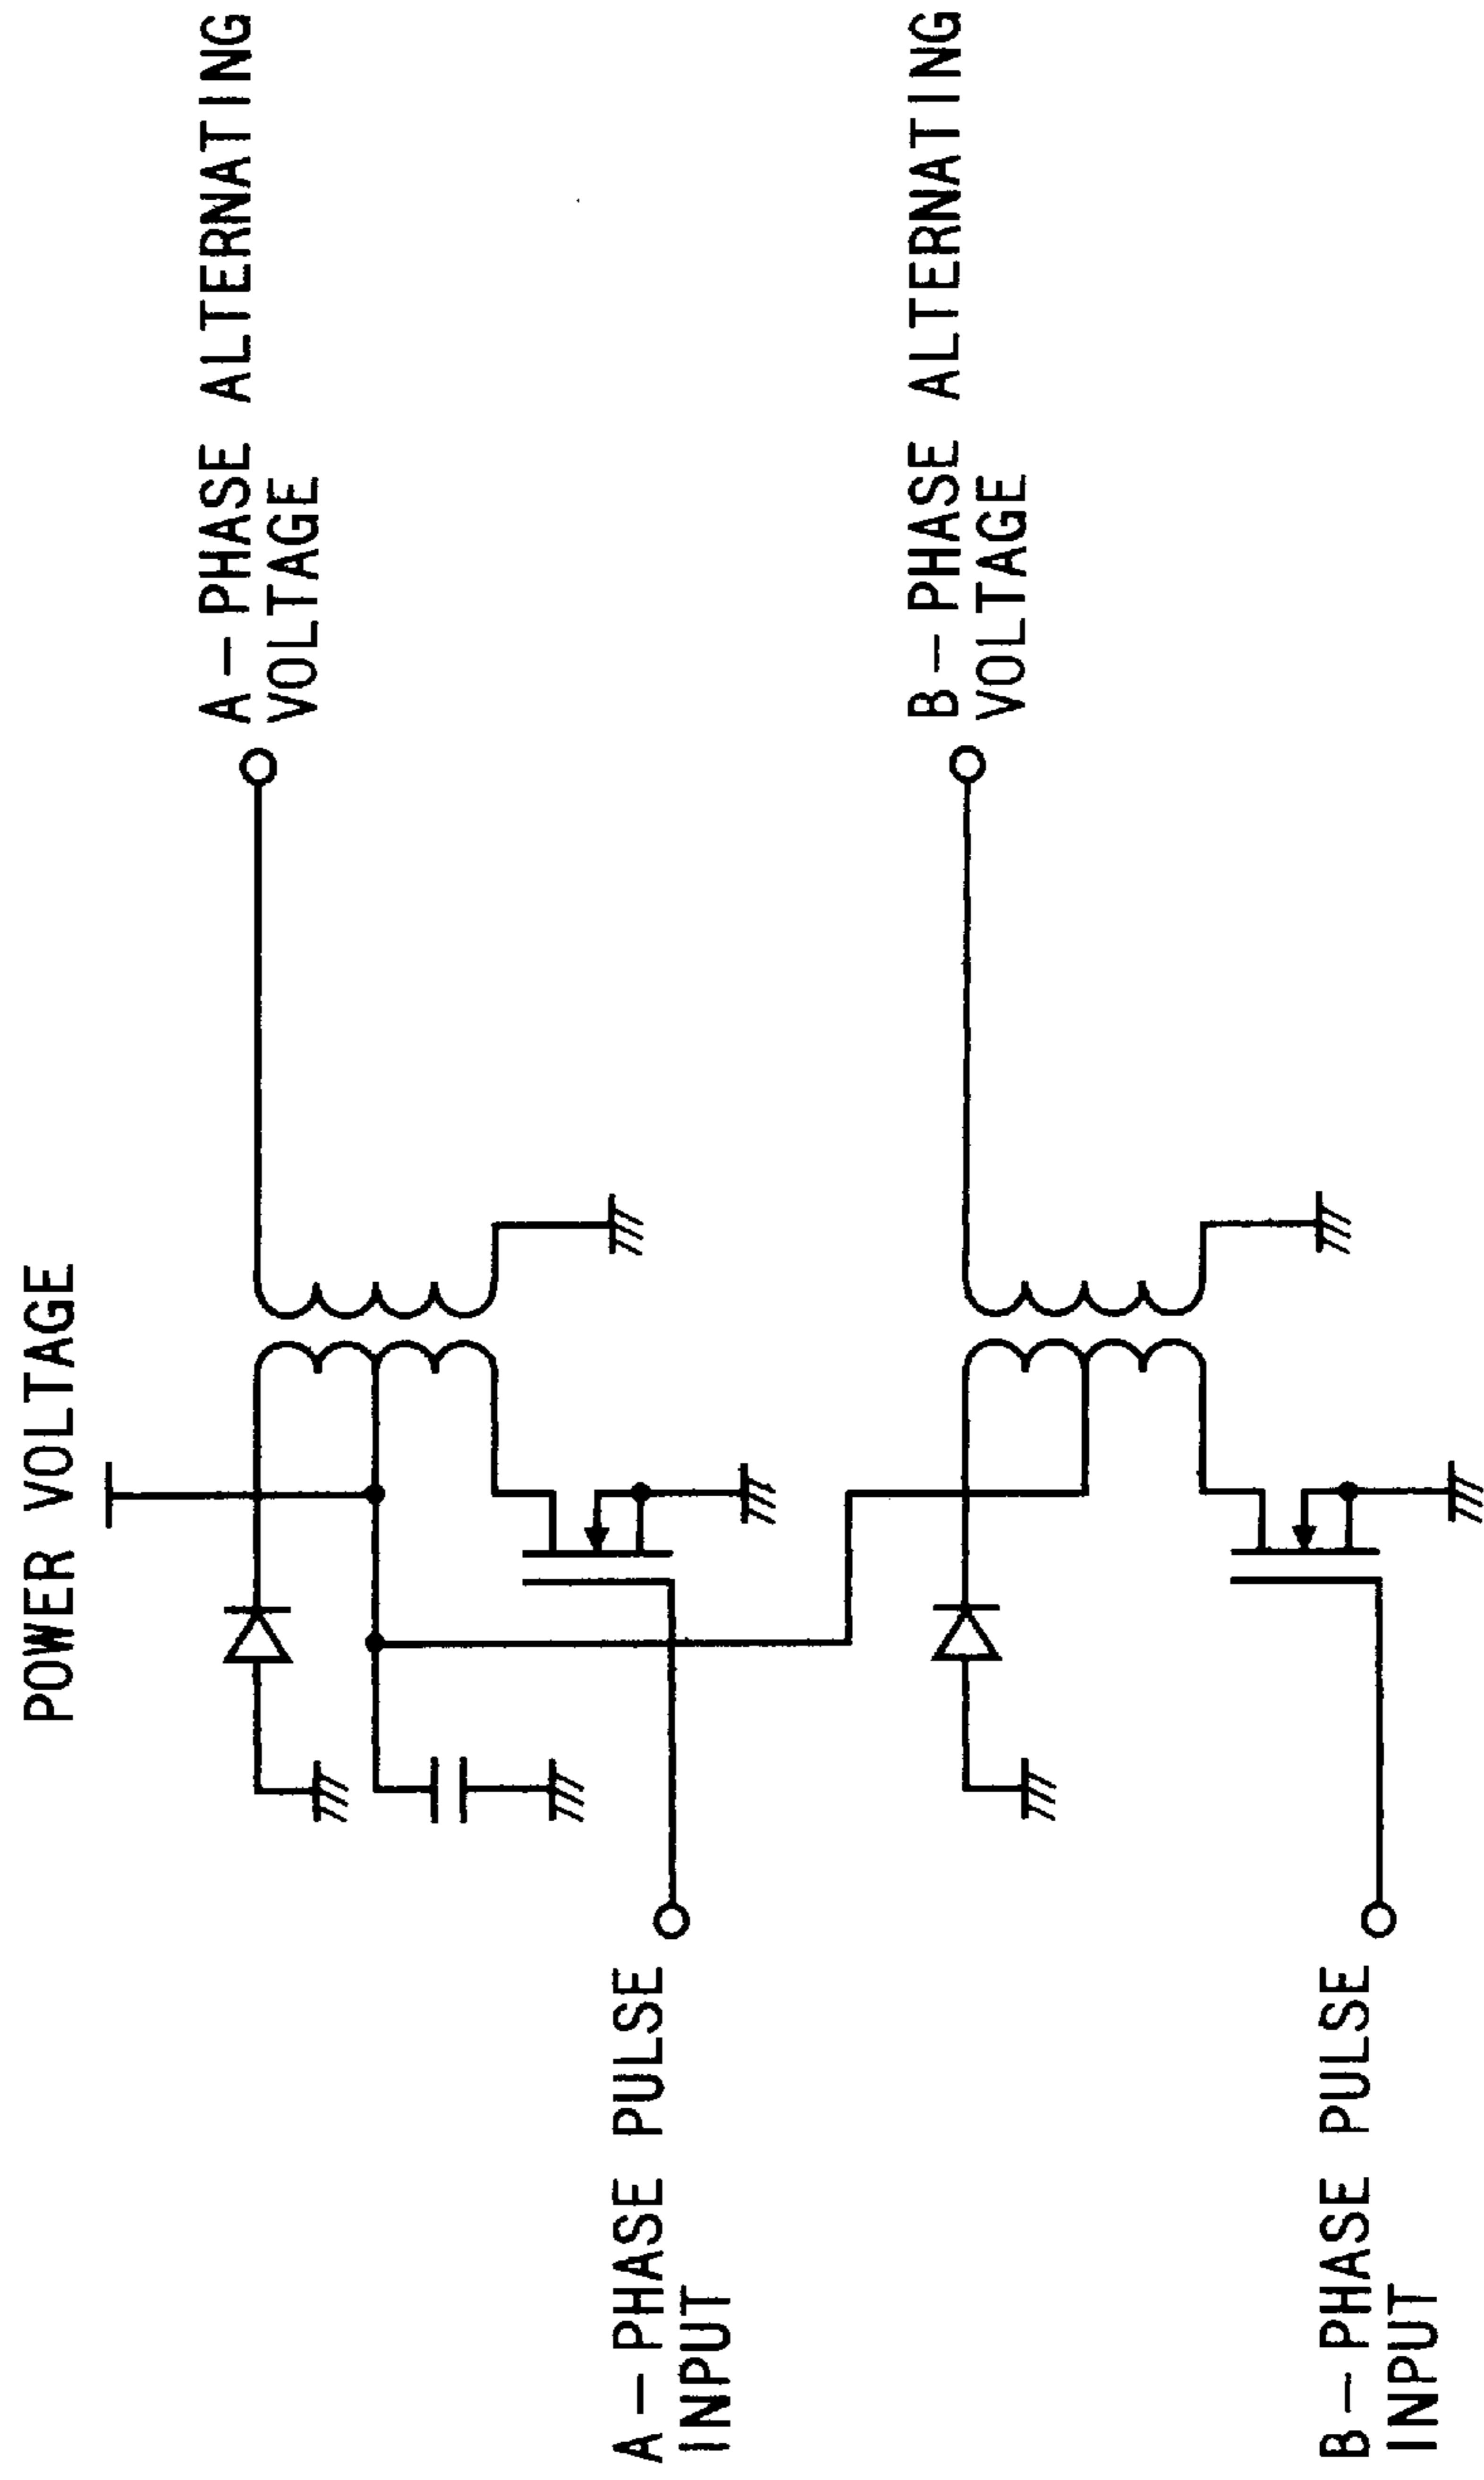 POWER VOLTAGE
A-PHASE ALTERNATING
VOLTAGE
A-PHASE PULSE
INPUT
B-PHASE ALTERNATING
VOLTAGE
B-PHASE PULSE
INPUT